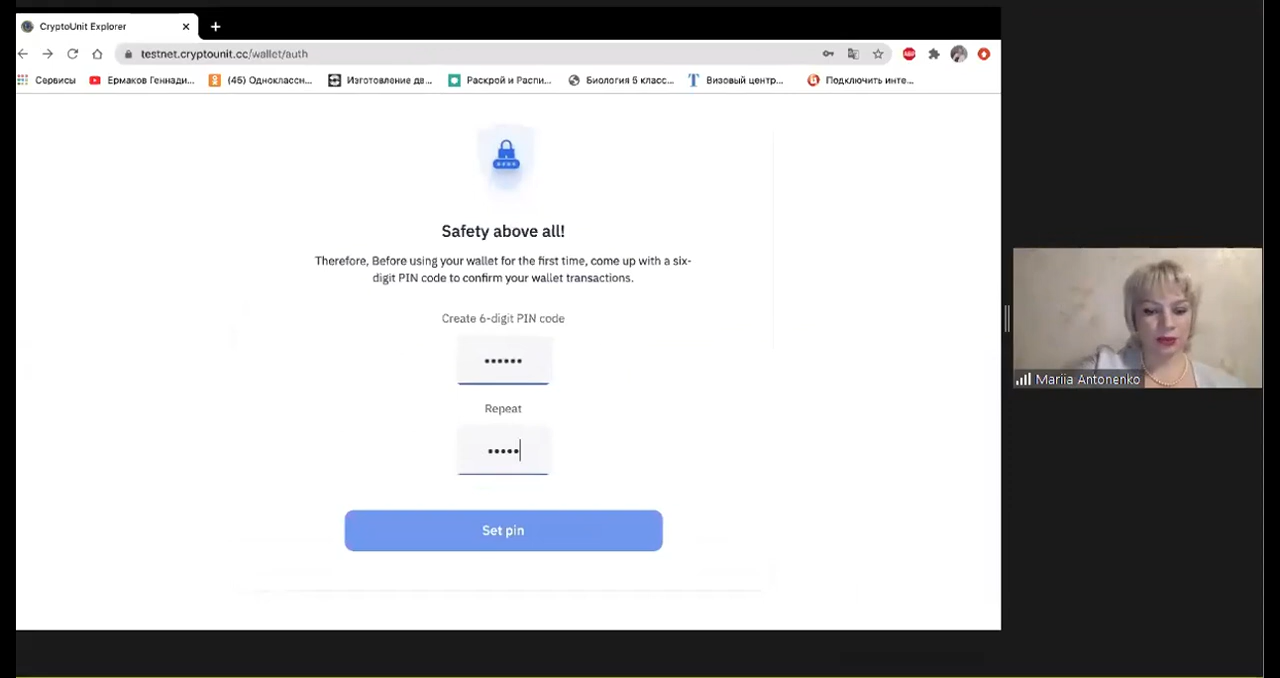 CryptoUnit Explorer
testnet.cryptounit.cc/wallet/auth
Сервисы Ермаков Геннади... (45) Одноклассн... Изготовление дв... Раскрой и Распи... Биология 5 класс... Визовый центр... Подключить инте...
Safety above all!
Therefore, Before using your wallet for the first time, come up with a six-
digit PIN code to confirm your wallet transactions.
Create 6-digit PIN code
Repeat
Set pin
Mariia Antonenko
ABP